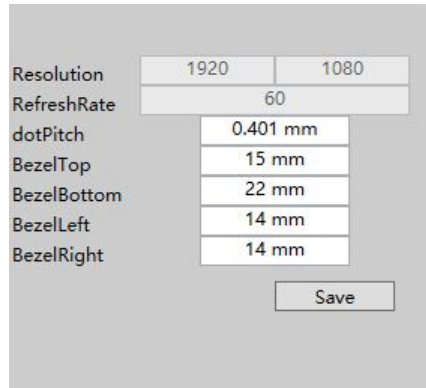 Resolution 1920 1080
RefreshRate 60
dotPitch 0.401 mm
BezelTop 15 mm
BezelBottom 22 mm
BezelLeft 14 mm
BezelRight 14 mm
Save